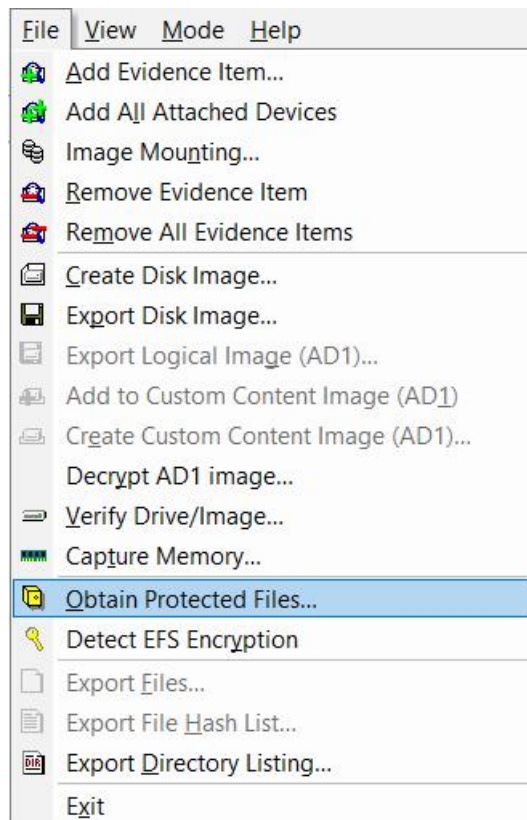 File View Mode Help
Add Evidence Item...
Add All Attached Devices
Image Mounting...
Remove Evidence Item
Remove All Evidence Items
Create Disk Image...
Export Disk Image...
Export Logical Image (AD1)...
Add to Custom Content Image (AD1)
Create Custom Content Image (AD1)...
Decrypt AD1 image...
Verify Drive/Image...
Capture Memory...
Obtain Protected Files...
Detect EFS Encryption
Export Files...
Export File Hash List...
DIR Export Directory Listing...
Exit